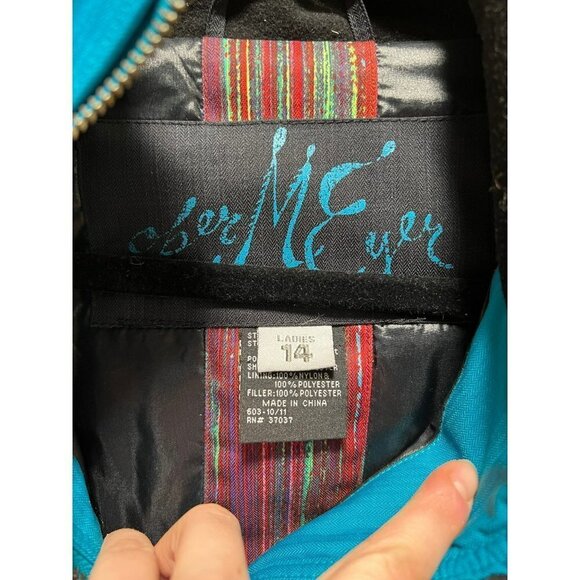 oberMEyer
LADIES
14
LINING:100% NYLON&
100% POLYESTER
FILLER:100% POLYESTER
MADE IN CHINA
603-10/11
RN# 37037